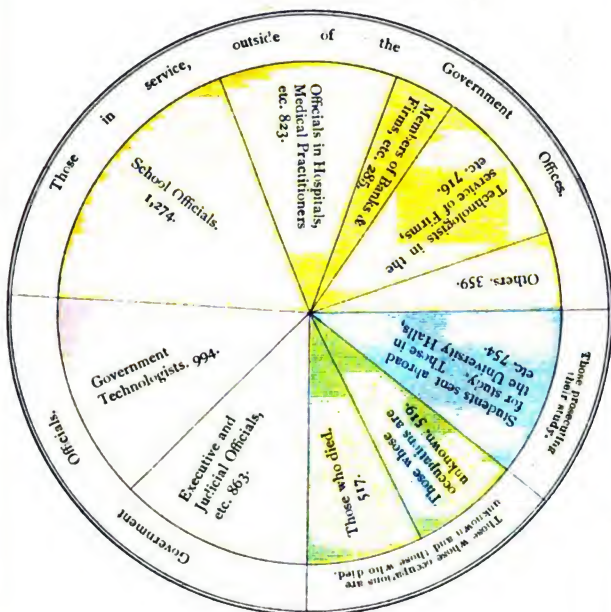 Those in service, outside of the Government Offices.
School Officials.
1,274.
Officials in Hospitals,
Medical Practitioners
etc. 823.
Members of Banks &
Firms, etc. 285,
Technologists in the
service of Firms,
etc. 716.
Others. 359.
Those prosecuting
their study.
Students sent abroad
for study. These in
the University Halls,
etc. 754.
Those whose occupations are
unknown and those who died.
Those whose
occupations are
unknown. 519.
Those who died.
517.
Government Officials,
Executive and
Judicial Officials,
etc. 863.
Government
Technologists. 994.